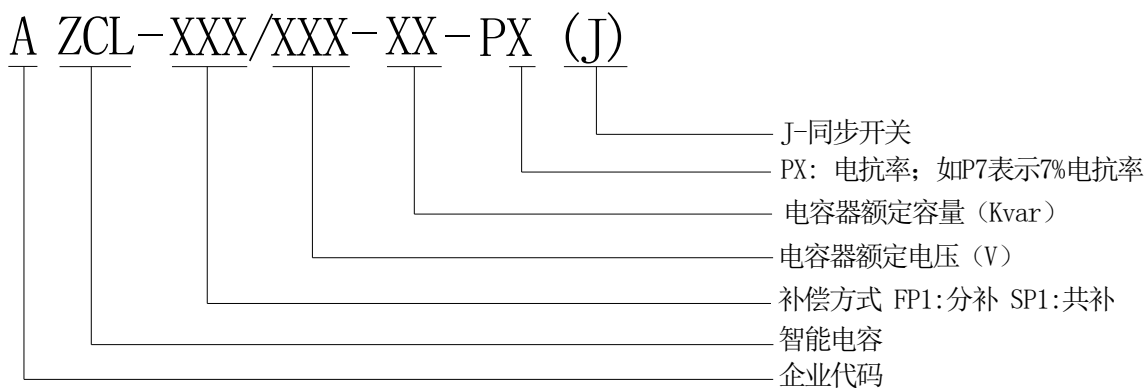 A ZCL-XXX/XXX-XX-PX (J)
J-同步开关
PX: 电抗率；如P7表示7%电抗率
电容器额定容量（Kvar）
电容器额定电压（V）
补偿方式 FP1:分补 SP1:共补
智能电容
企业代码